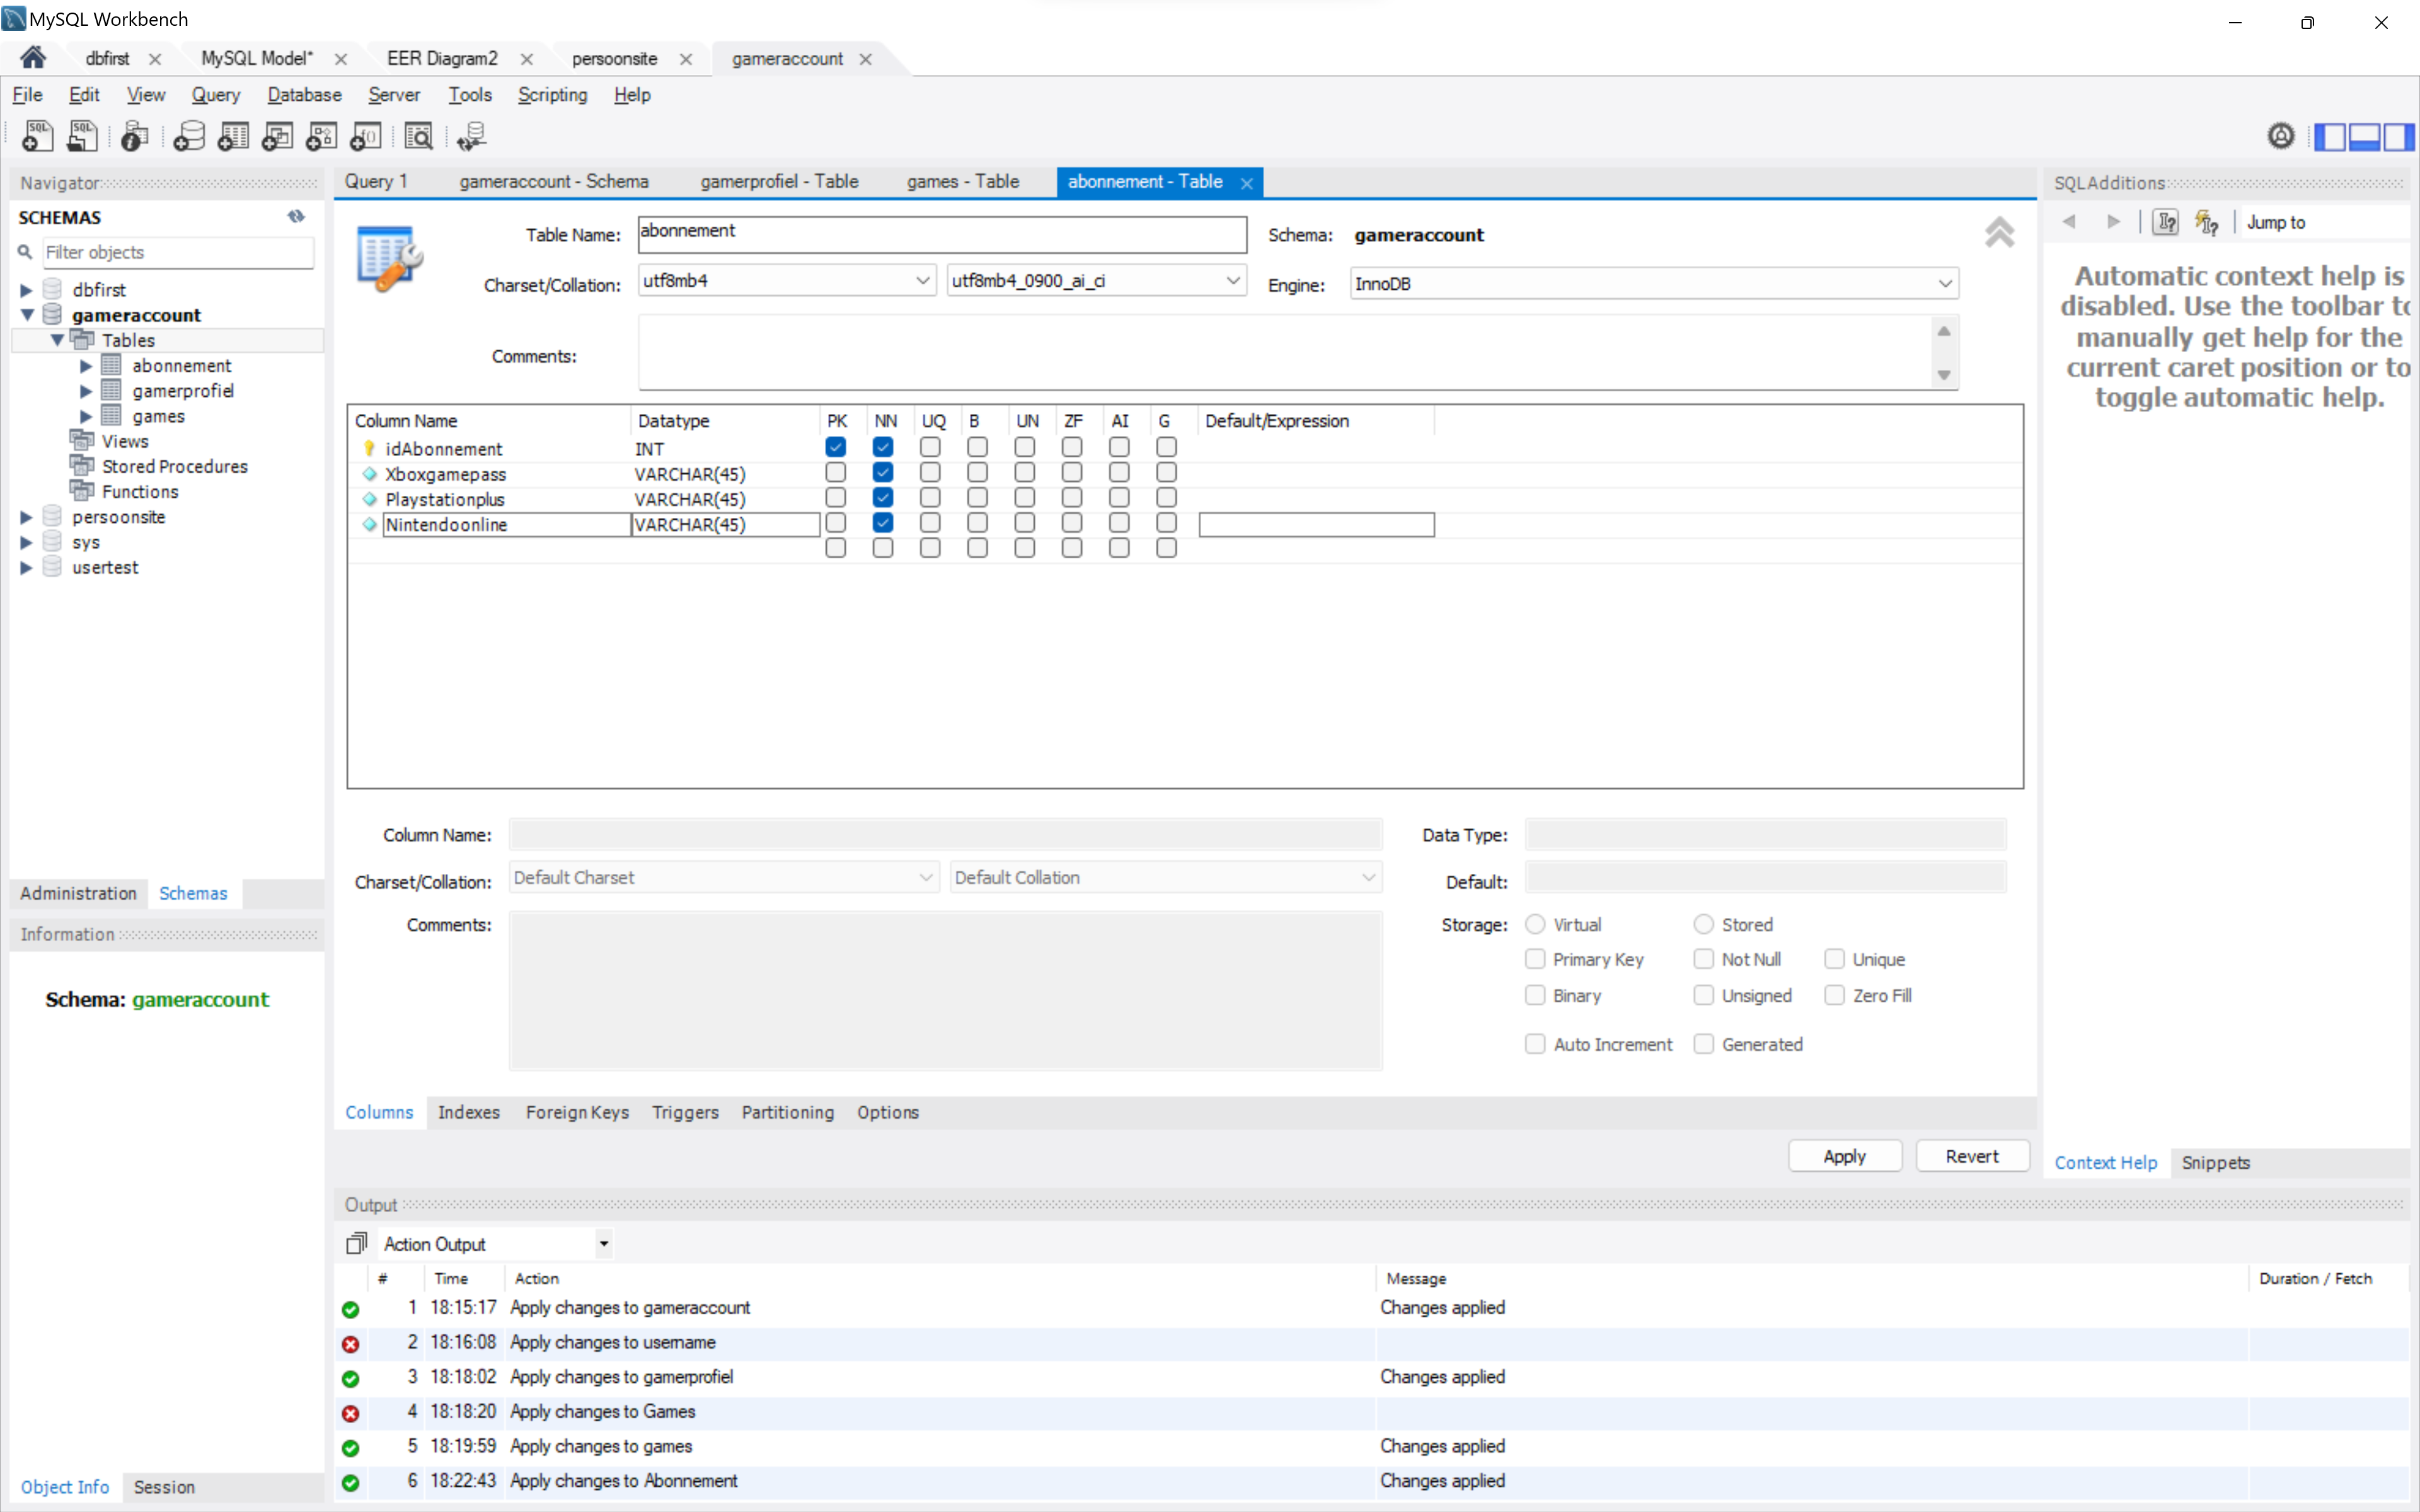 MySQL Workbench
dbfirst
MySQL Model*
EER Diagram2
persoonsite
gameraccount
File Edit View Query Database Server Tools Scripting Help
Navigator
SCHEMAS
Filter objects
dbfirst
gameraccount
Tables
abonnement
gamerprofiel
games
Views
Stored Procedures
Functions
persoonsite
sys
usertest
Administration Schemas
Information
Schema: gameraccount
Object Info Session
Query 1
gameraccount - Schema
gamerprofiel - Table
games - Table
abonnement - Table
Table Name: abonnement
Schema: gameraccount
Charset/Collation: utf8mb4 utf8mb4_0900_ai_ci
Engine: InnoDB
Comments:
Column Name Datatype PK NN UQ B UN ZF AI G Default/Expression
idAbonnement INT
Xboxgamepass VARCHAR(45)
Playstationplus VARCHAR(45)
Nintendoonline VARCHAR(45)
Column Name:
Data Type:
Charset/Collation: Default Charset Default Collation
Default:
Comments:
Storage: Virtual Stored
Primary Key Not Null Unique
Binary Unsigned Zero Fill
Auto Increment Generated
Columns Indexes Foreign Keys Triggers Partitioning Options
Apply Revert
SQLAdditions
Jump to
Automatic context help is
disabled. Use the toolbar to
manually get help for the
current caret position or to
toggle automatic help.
Context Help Snippets
Output
Action Output
# Time Action Message Duration / Fetch
1 18:15:17 Apply changes to gameraccount Changes applied
2 18:16:08 Apply changes to username
3 18:18:02 Apply changes to gamerprofiel Changes applied
4 18:18:20 Apply changes to Games
5 18:19:59 Apply changes to games Changes applied
6 18:22:43 Apply changes to Abonnement Changes applied